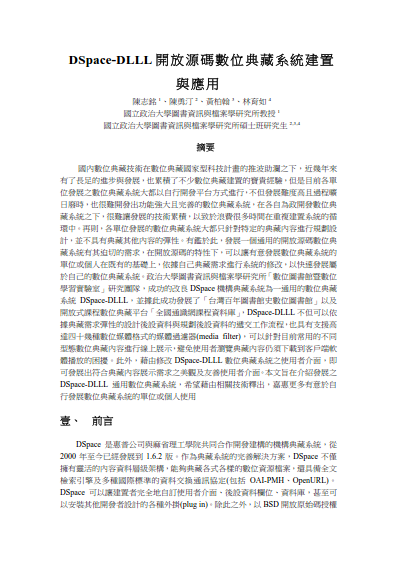 DSpace-DLLL 開放源碼數位典藏系統建置
與應用
陳志銘 1、陳勇汀 2、黃柏翰 3、林育如 4
國立政治大學圖書資訊與檔案學研究所教授 1
國立政治大學圖書資訊與檔案學研究所碩士班研究生 2,3,4
摘要
國內數位典藏技術在數位典藏國家型科技計畫的推波助瀾之下，近幾年來
有了長足的進步與發展，也累積了不少數位典藏建置的寶貴經驗，但是目前各單
位發展之數位典藏系統大都以自行開發平台方式進行，不但發展難度高且過程曠
日廢時，也很難開發出功能強大且完善的數位典藏系統，在各自為政開發數位典
藏系統之下，很難讓發展的技術累積，以致於浪費很多時間在重複建置系統的循
環中。再則，各單位發展的數位典藏系統大都只針對特定的典藏內容進行規劃設
計，並不具有典藏其他內容的彈性。有鑑於此，發展一個通用的開放源碼數位典
藏系統有其迫切的需求，在開放源碼的特性下，可以讓有意發展數位典藏系統的
單位或個人在既有的基礎上，依據自己典藏需求進行系統的修改，以快速發展屬
於自己的數位典藏系統。政治大學圖書資訊與檔案學研究所「數位圖書館暨數位
學習實驗室」研究團隊，成功的改良 DSpace 機構典藏系統為一通用的數位典藏
系統 DSpace-DLLL，並據此成功發展了「台灣百年圖書館史數位圖書館」以及
開放式課程數位典藏平台「全國通識網課程資料庫」，DSpace-DLLL 不但可以依
據典藏需求彈性的設計後設資料與規劃後設資料的遞交工作流程，也具有支援高
達四十幾種數位媒體格式的媒體過濾器(media filter)，可以針對目前常用的不同
型態數位典藏內容進行線上展示，避免使用者瀏覽典藏內容仍須下載到客戶端軟
體播放的困擾。此外，藉由修改 DSpace-DLLL 數位典藏系統之使用者介面，即
可發展出符合典藏內容展示需求之美觀及友善使用者介面。本文旨在介紹發展之
DSpace-DLLL 通用數位典藏系統，希望藉由相關技術釋出，嘉惠更多有意於自
行發展數位典藏系統的單位或個人使用
壹、 前言
DSpace 是惠普公司與麻省理工學院共同合作開發建構的機構典藏系統，從
2000 年至今已經發展到 1.6.2 版。作為典藏系統的完善解決方案，DSpace 不僅
擁有靈活的內容資料層級架構，能夠典藏各式各樣的數位資源檔案，還具備全文
檢索引擎及多種國際標準的資料交換通訊協定(包括 OAI-PMH、OpenURL)。
DSpace 可以讓建置者完全地自訂使用者介面、後設資料欄位、資料庫，甚至可
以安裝其他開發者設計的各種外掛(plug in)。除此之外，以 BSD 開放原始碼授權